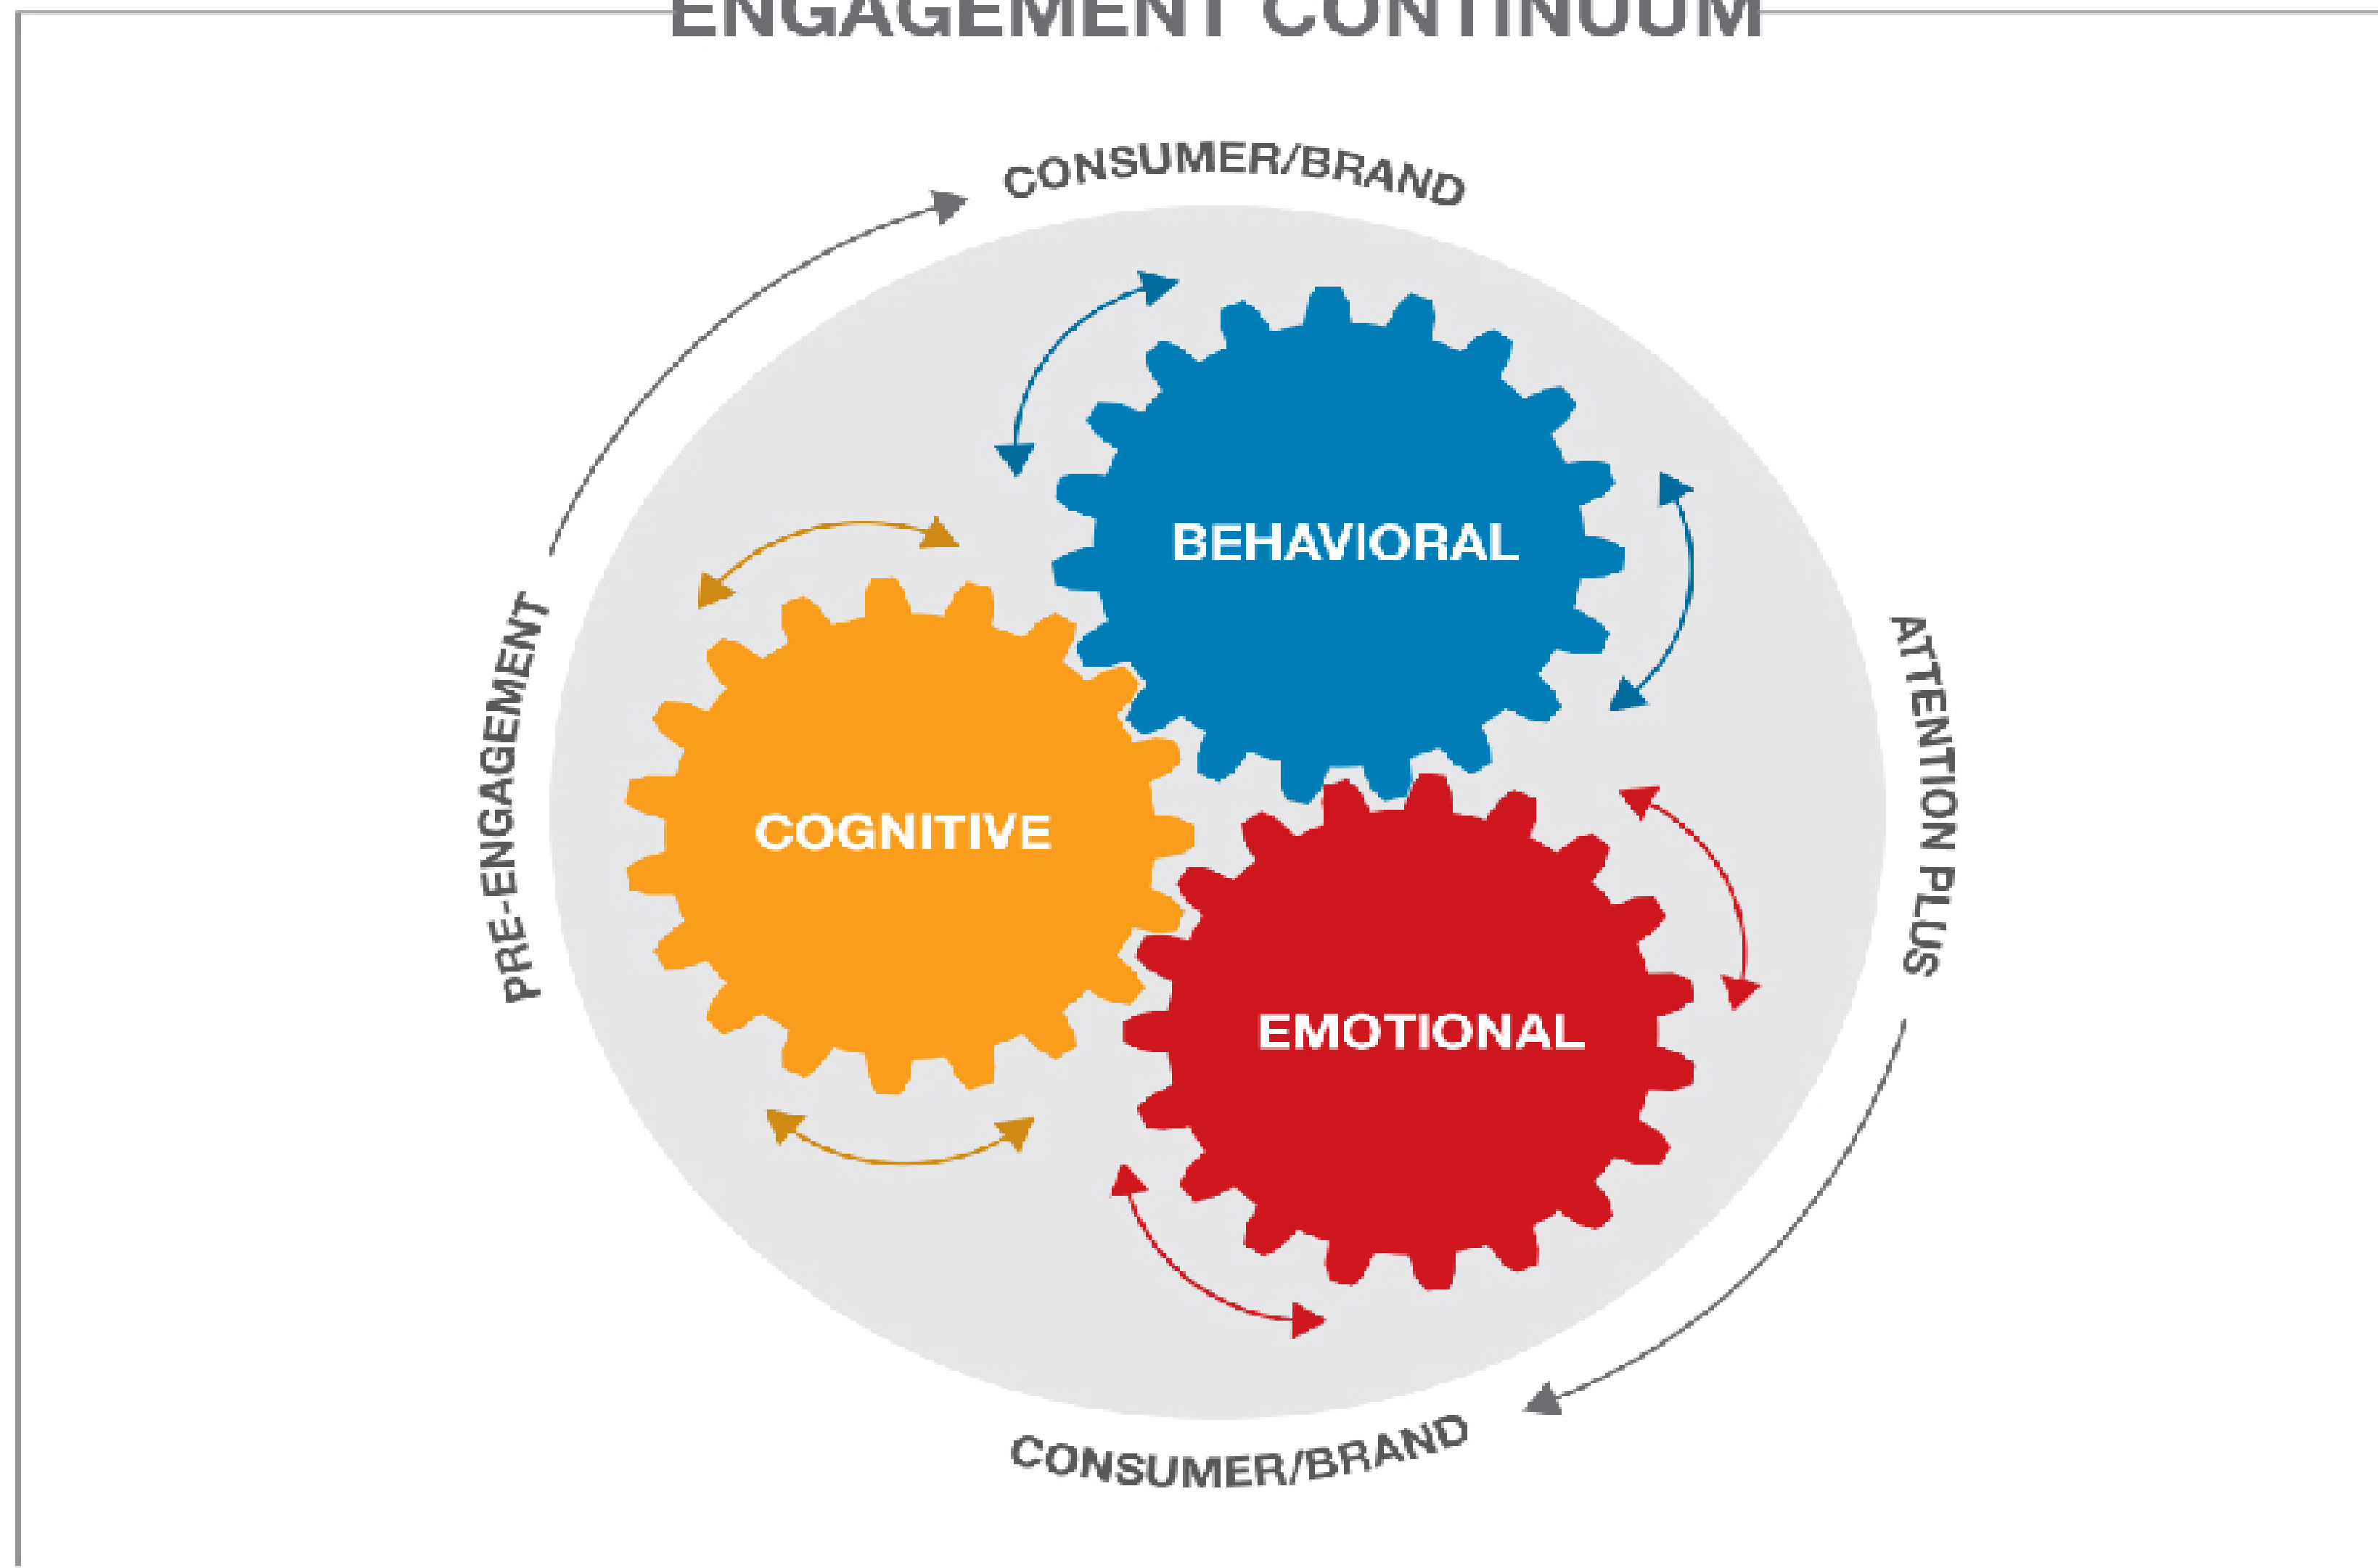 ENGAGEMENT CONTINUUM
CONSUMER/BRAND
BEHAVIORAL
PRE-ENGAGEMENT
ATTENTION PLUS
COGNITIVE
EMOTIONAL
CONSUMER/BRAND